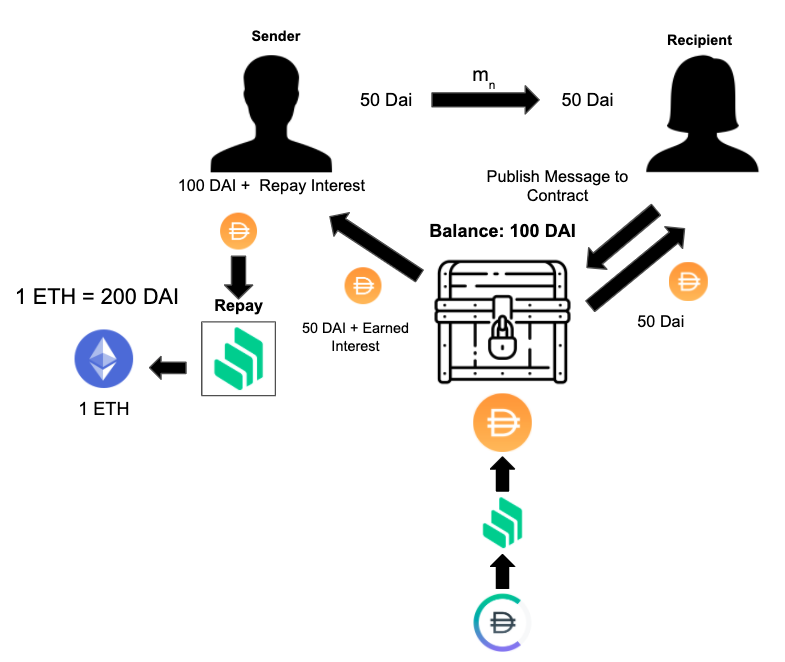 Sender
Recipient
m
n
50 Dai
50 Dai
100 DAI + Repay Interest
Publish Message to
Contract
Balance: 100 DAI
1 ETH = 200 DAI
Repay
50 DAI + Earned
Interest
50 Dai
1 ETH